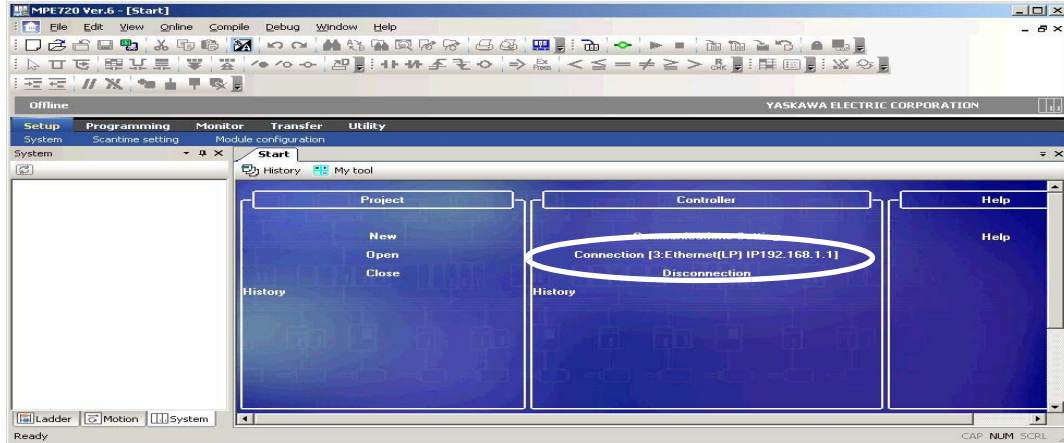 MPE720 Ver.6 - [Start]
File Edit View Online Compile Debug Window Help
Offline YASKAWA ELECTRIC CORPORATION
Setup Programming Monitor Transfer Utility
System Scantime setting Module configuration
System Start
History My tool
Project Controller Help
New Help
Open Connection [3:Ethernet(LP) IP192.168.1.1]
Close Disconnection
History History
Ladder Motion System
Ready CAP NUM SCRL